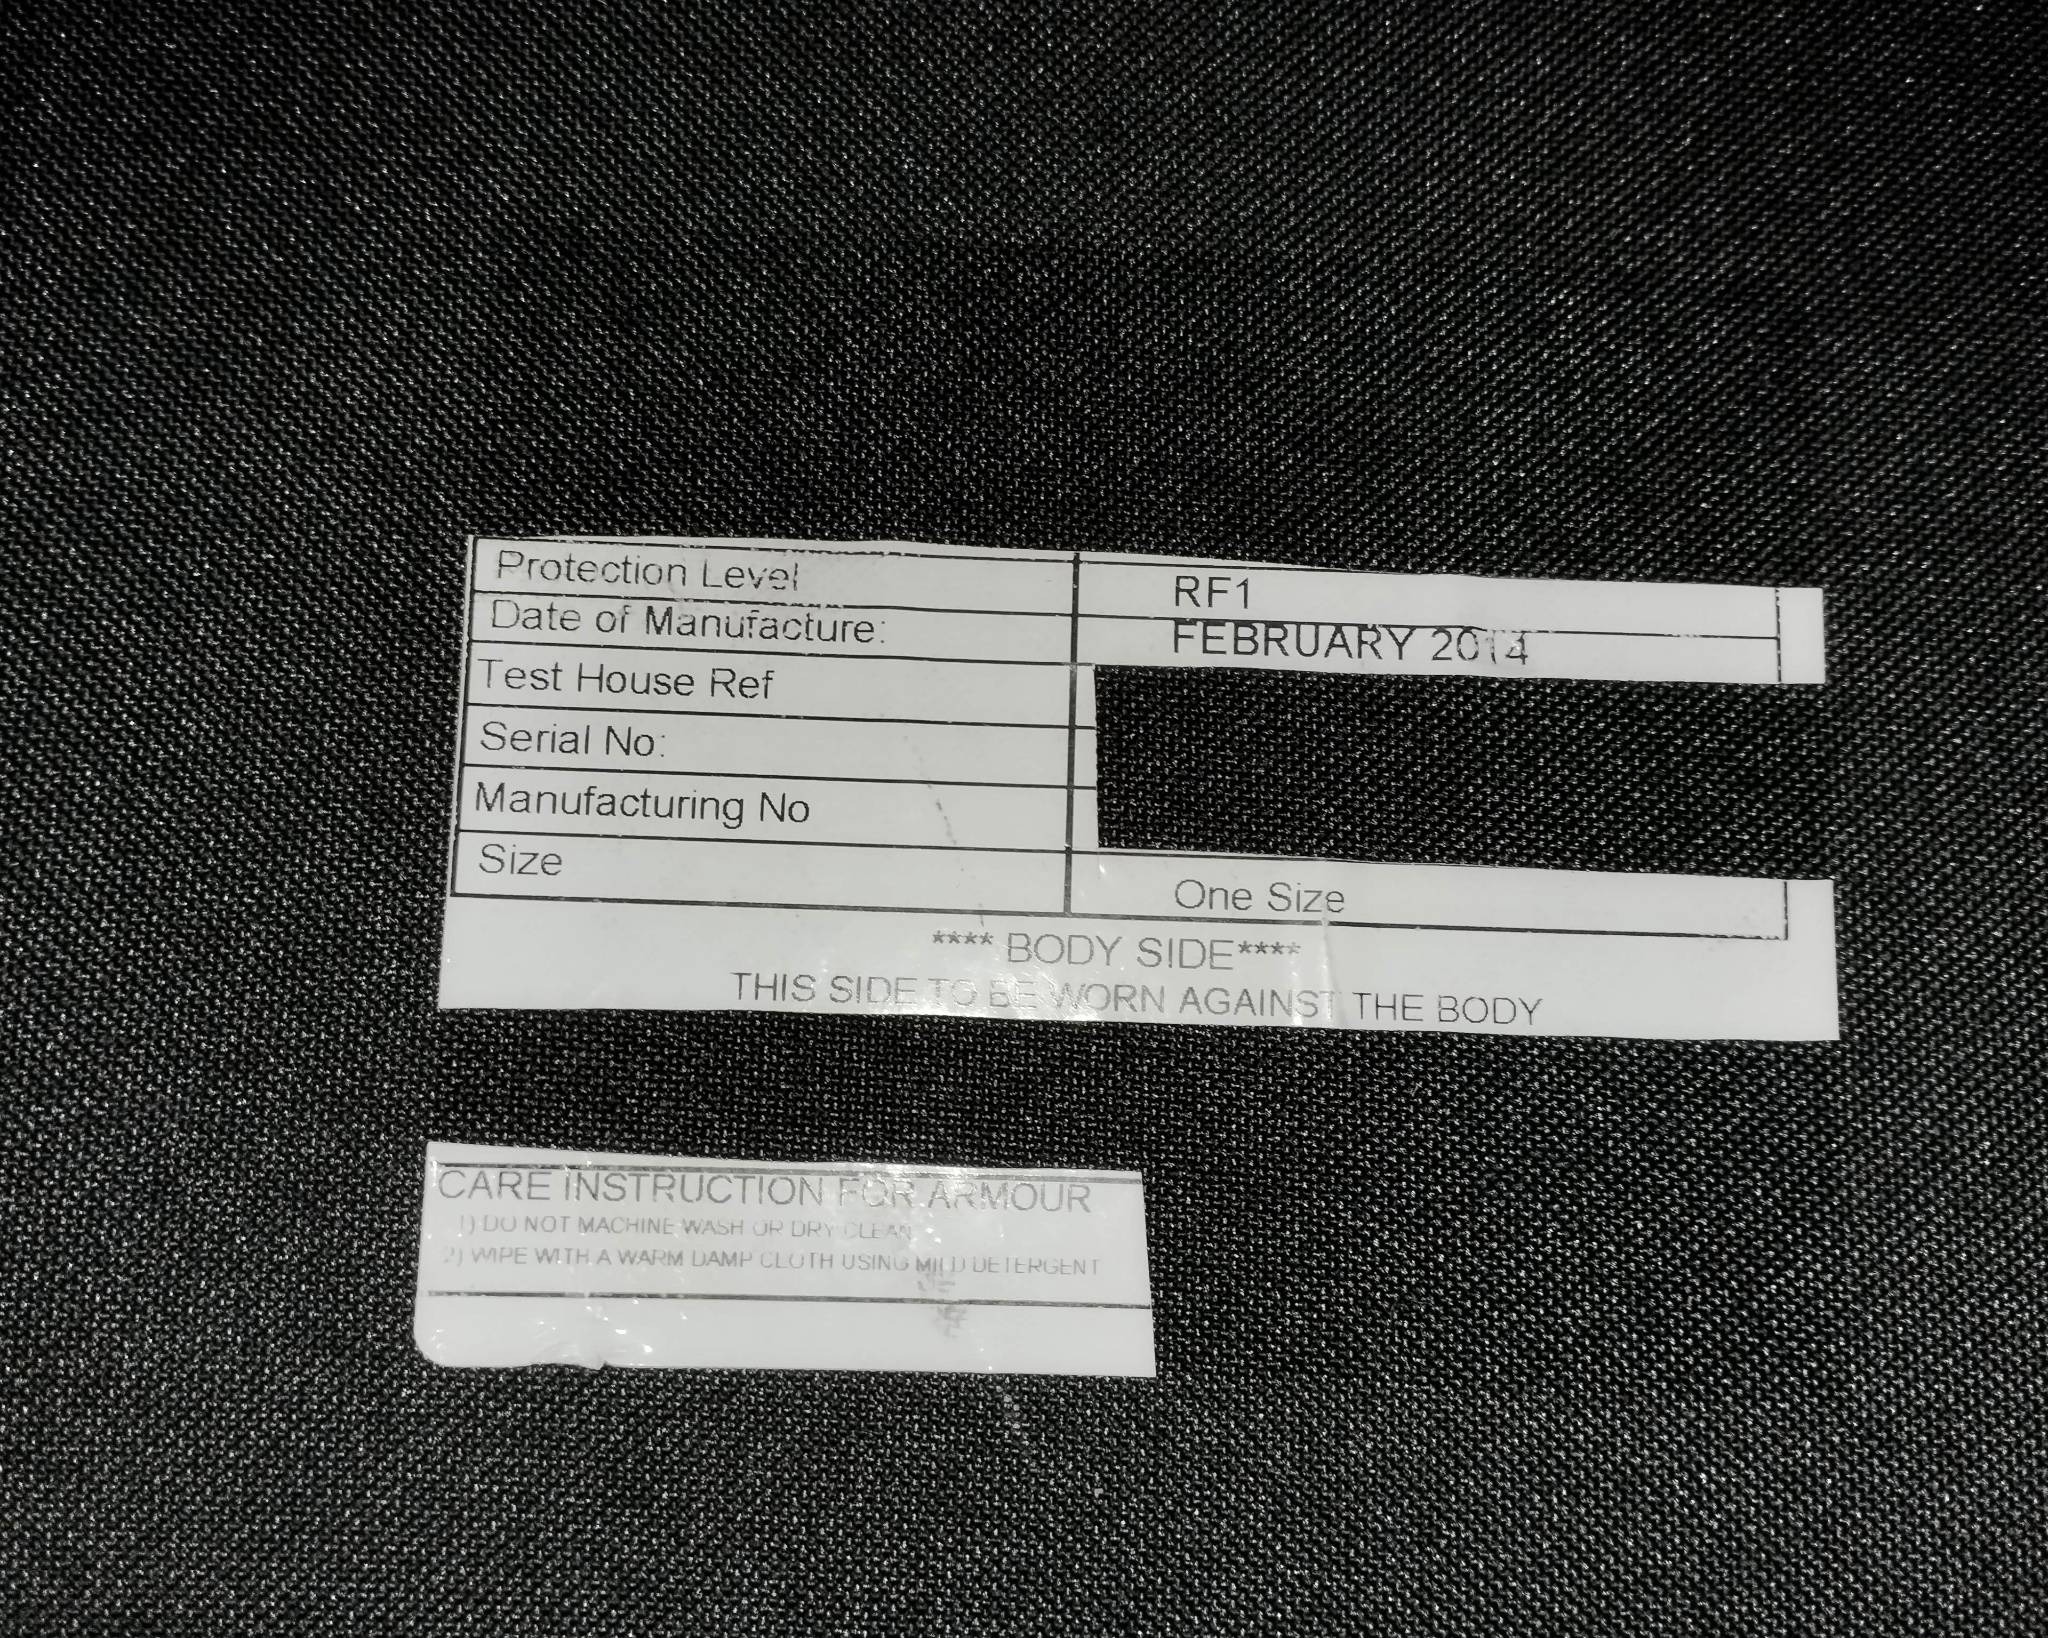 Protection Level RF1
Date of Manufacture: FEBRUARY 2014
Test House Ref
Serial No:
Manufacturing No
Size One Size
**** BODY SIDE****
THIS SIDE TO BE WORN AGAINST THE BODY
CARE INSTRUCTION FOR ARMOUR
1) DO NOT MACHINE WASH OR DRY CLEAN
2) WIPE WITH A WARM DAMP CLOTH USING MILD DETERGENT